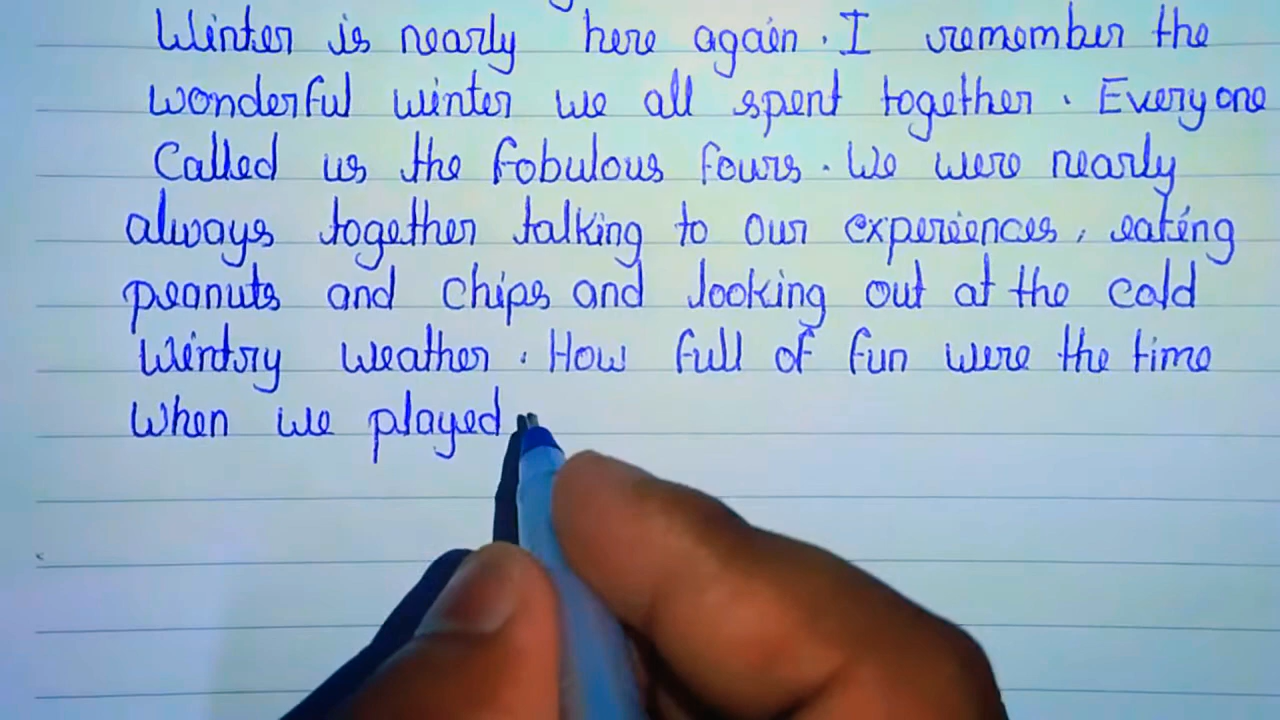 Winter is nearly here again. I remember the
wonderful winter we all spent together. Everyone
Called us the fobulous fours. We were nearly
always together talking to our experiences, eating
peanuts and chips and looking out at the cold
Wintry weather. How full of fun were the time
When we played